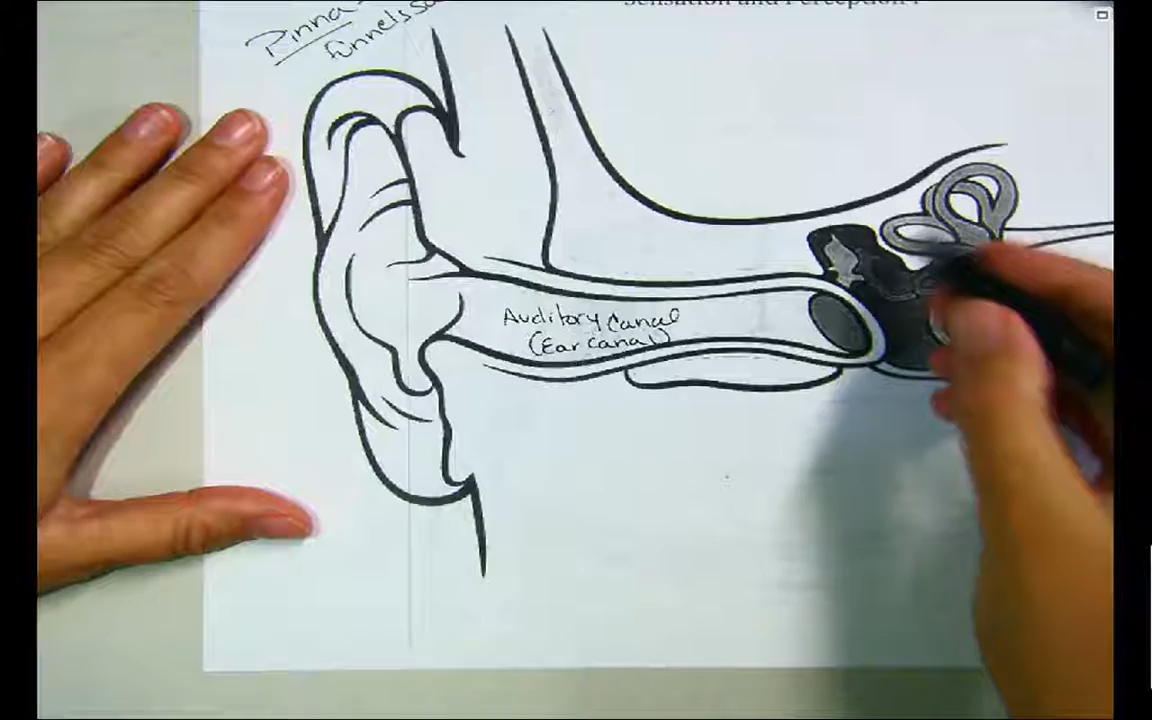 Sensation and Perception
Pinna -
funnels
Auditory Canal
(Ear Canal)